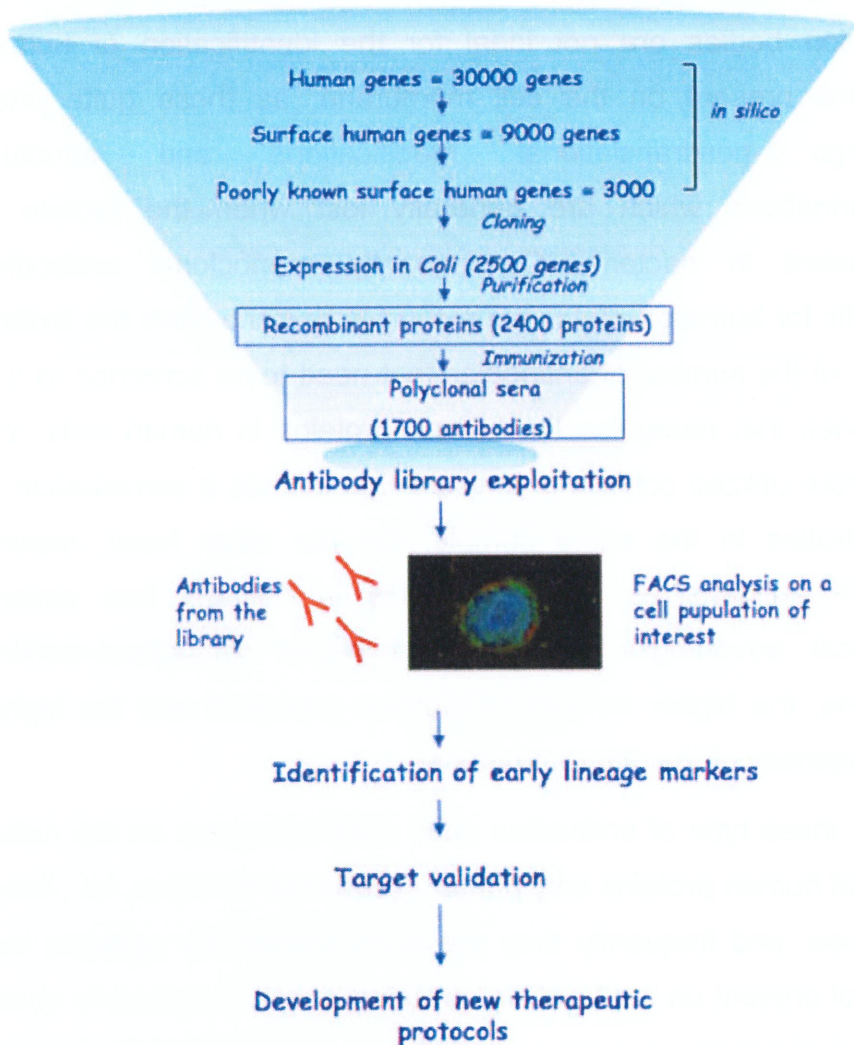 Human genes ≈ 30000 genes
in silico
Surface human genes ≈ 9000 genes
Poorly known surface human genes ≈ 3000
Cloning
Expression in Coli (2500 genes)
Purification
Recombinant proteins (2400 proteins)
Immunization
Polyclonal sera
(1700 antibodies)
Antibody library exploitation
Antibodies
from the
library
FACS analysis on a
cell pupulation of
interest
Identification of early lineage markers
Target validation
Development of new therapeutic
protocols